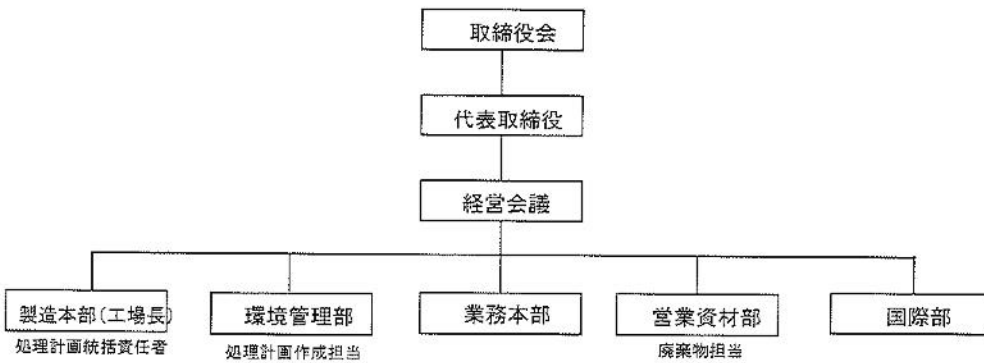 取締役会
代表取締役
経営会議
製造本部(工場長)
処理計画統括責任者
環境管理部
処理計画作成担当
業務本部
営業資材部
廃棄物担当
国際部